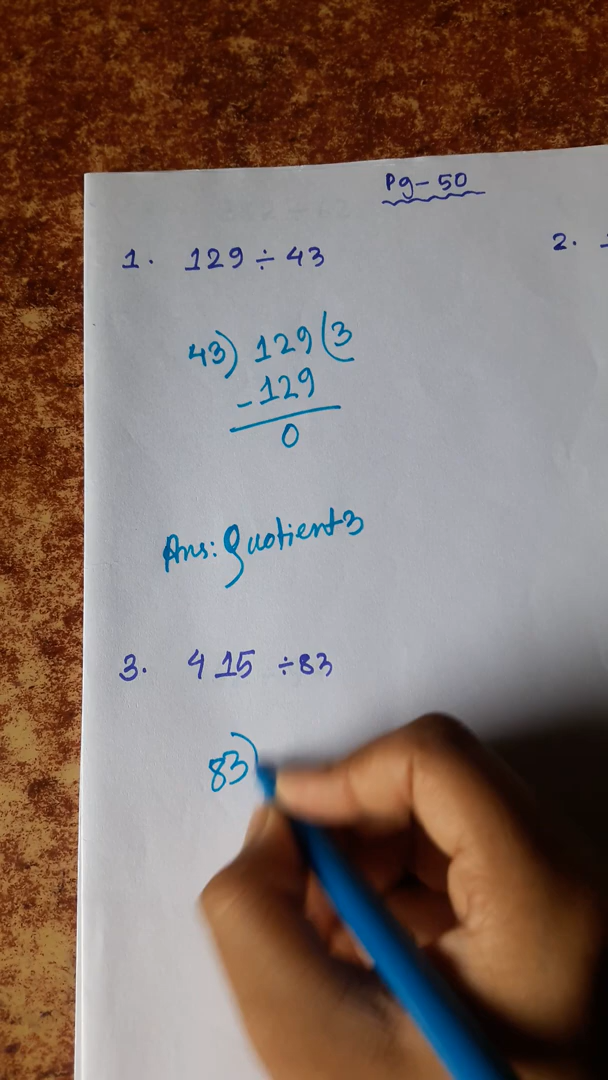 Pg-50
1. 129 ÷ 43
2.
43) 129 (3
-129
0
Ans: Quotient 3
3. 415 ÷ 83
83)